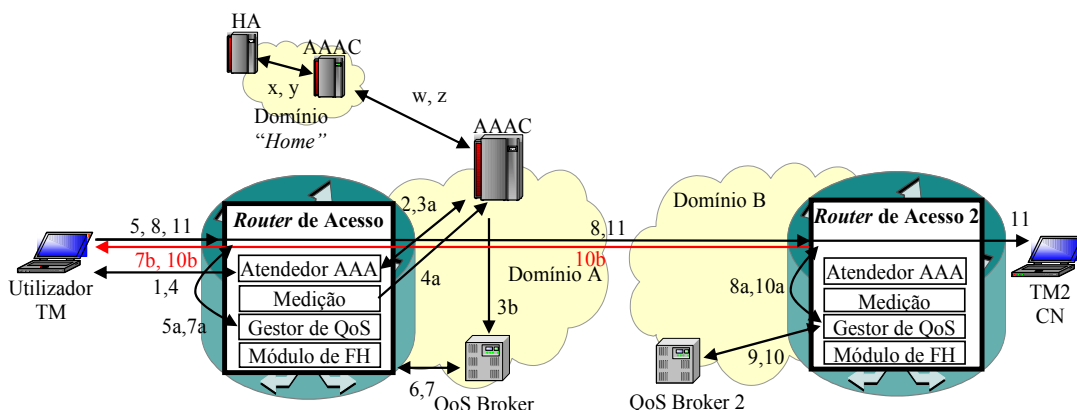 HA
AAAC
x, y
Domínio
“Home”
w, z
AAAC
Domínio B
Router de Acesso
2,3a
Router de Acesso 2
11
5, 8, 11
8,11
7b, 10b
10b
Domínio A
Utilizador
TM
1,4
Atendedor AAA
Medição
Gestor de QoS
Módulo de FH
5a,7a
4a
3b
6,7
QoS Broker
8a,10a
Atendedor AAA
Medição
Gestor de QoS
Módulo de FH
9,10
QoS Broker 2
TM2
CN